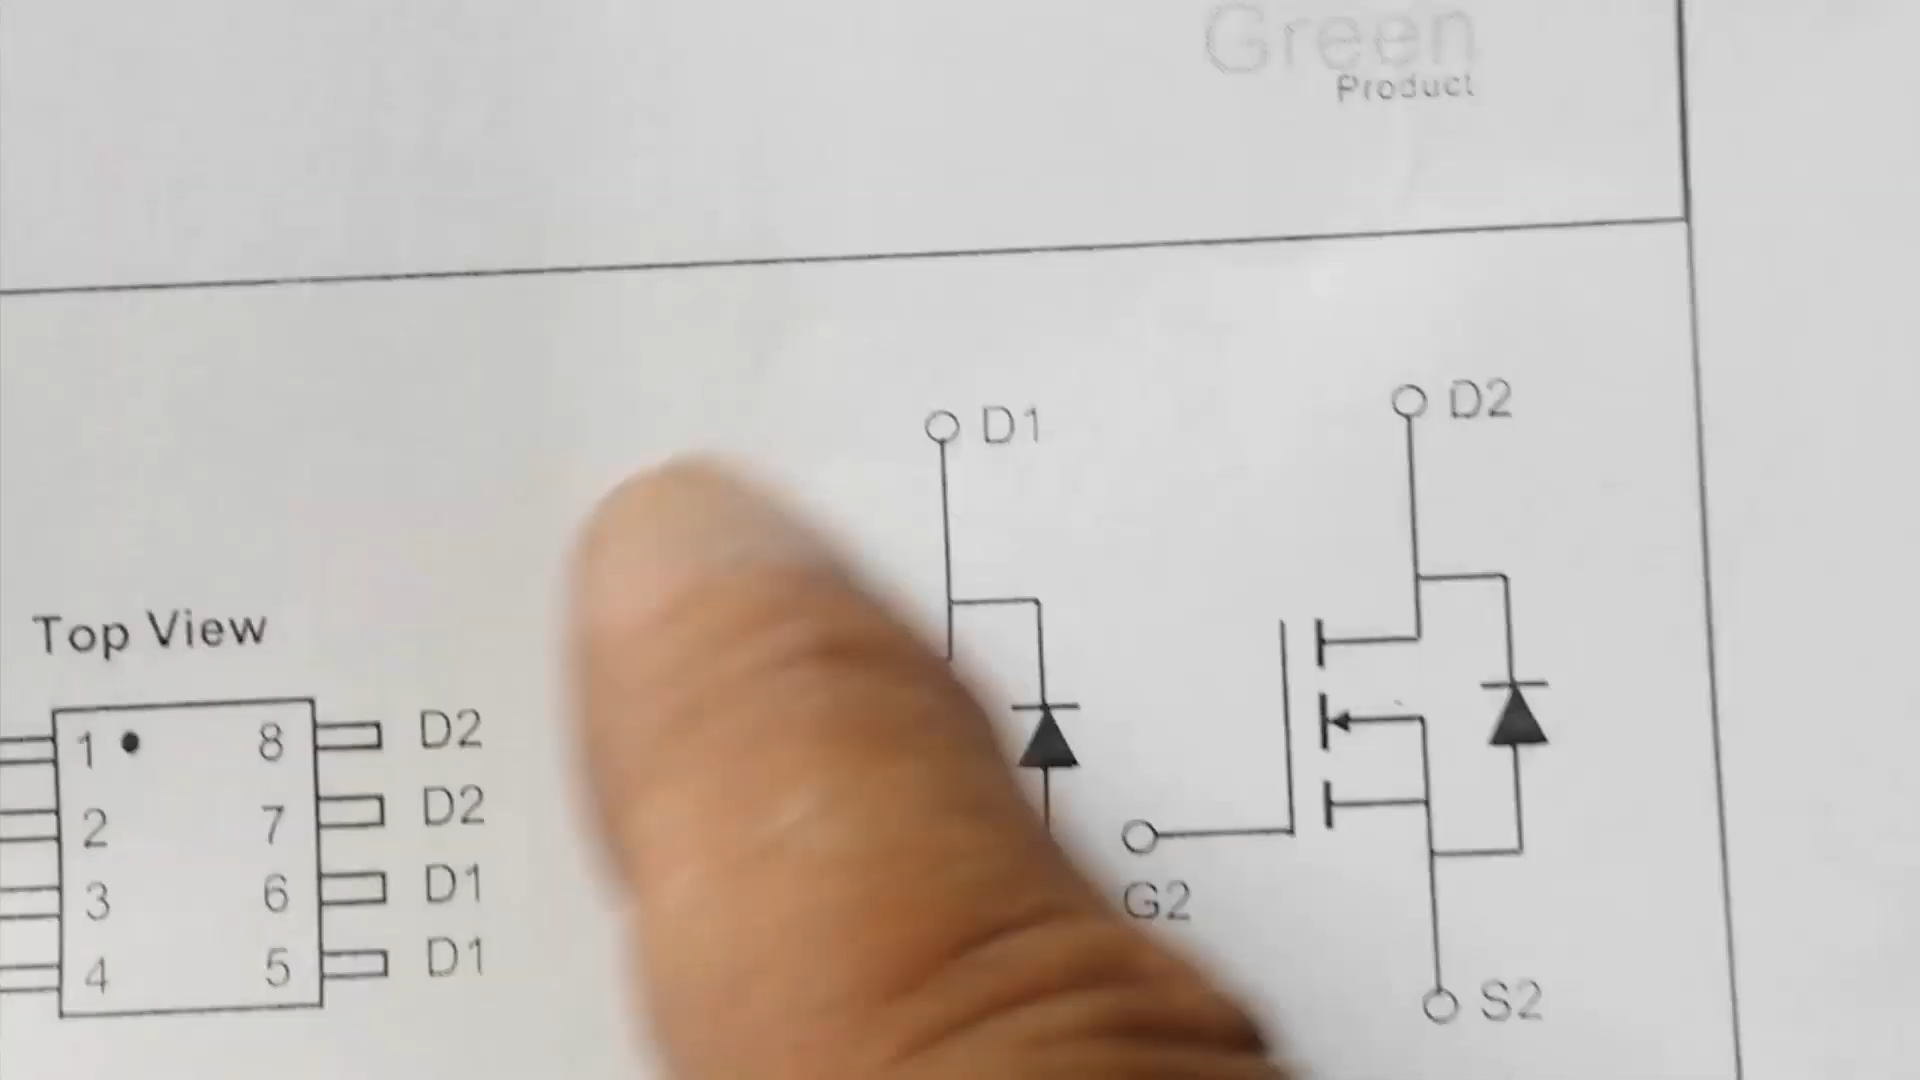 Green
Product
D1
D2
Top View
1 8 D2
2 7 D2
3 6 D1
4 5 D1
G2
S2